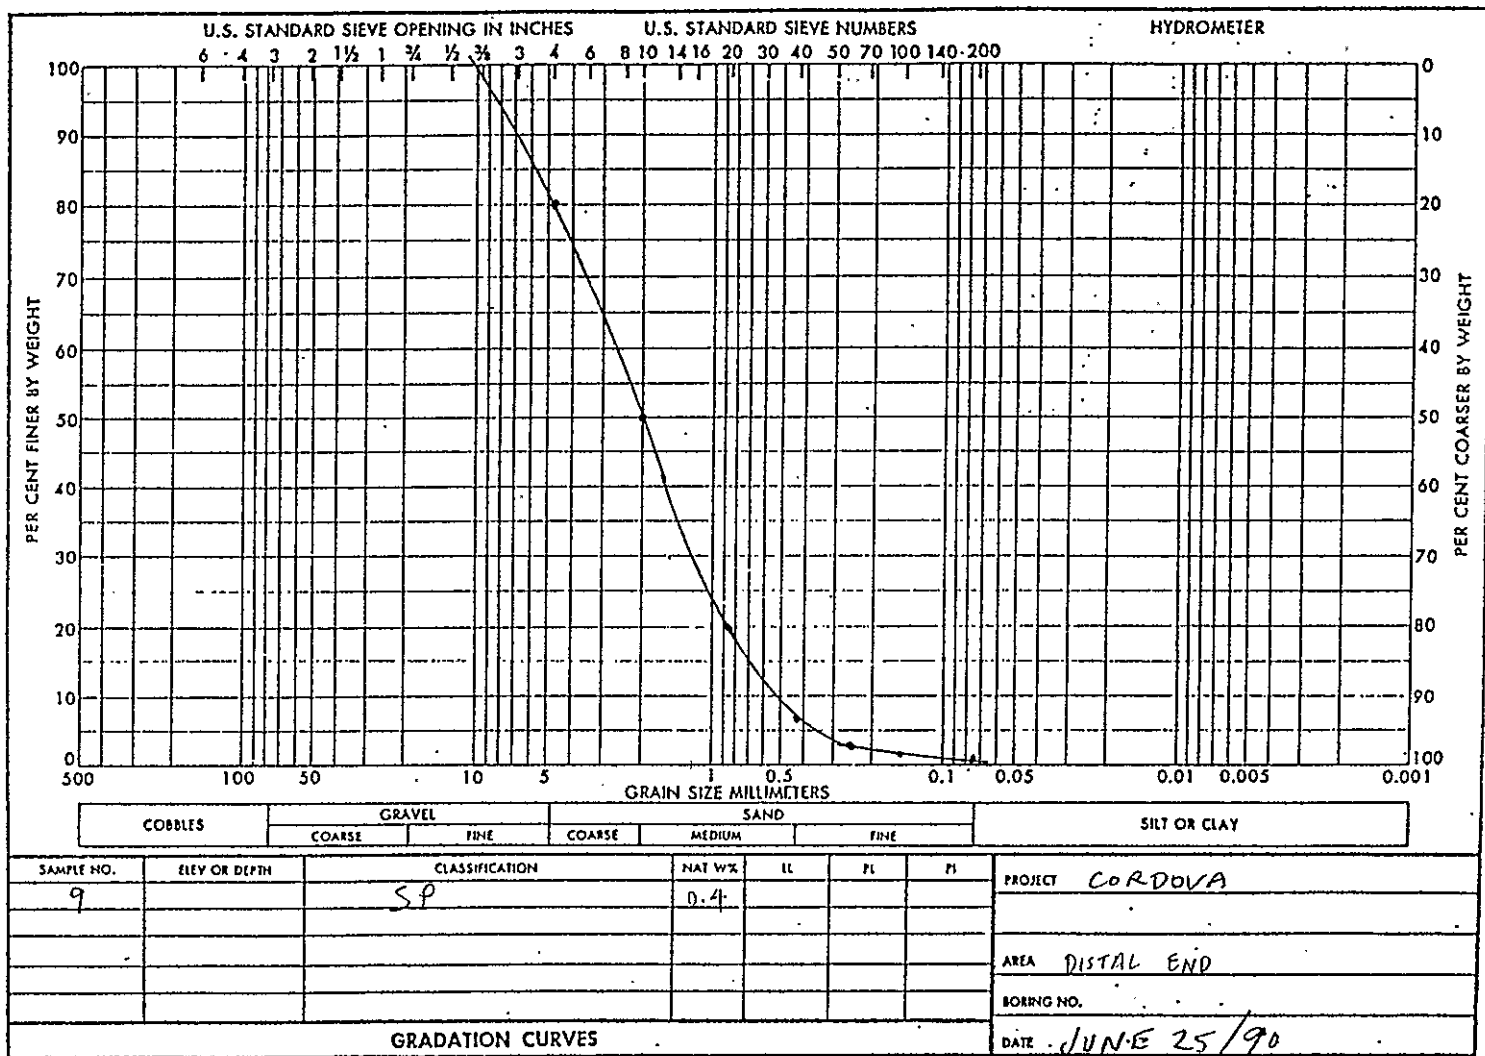 U.S. STANDARD SIEVE OPENING IN INCHES U.S. STANDARD SIEVE NUMBERS HYDROMETER
6 4 3 2 1½ 1 ¾ ½ ⅜ 3 4 6 8 10 14 16 20 30 40 50 70 100 140 200
100 0
90 10
80 20
70 30
60 40
50 50
40 60
30 70
20 80
10 90
0 100
PER CENT FINER BY WEIGHT
PER CENT COARSER BY WEIGHT
500 100 50 10 5 1 0.5 0.1 0.05 0.01 0.005 0.001
GRAIN SIZE MILLIMETERS
COBBLES GRAVEL SAND SILT OR CLAY
COARSE FINE COARSE MEDIUM FINE
SAMPLE NO. ELEV OR DEPTH CLASSIFICATION NAT W% LL PL PI
9 SP 0.4
PROJECT CORDOVA
AREA DISTAL END
BORING NO.
GRADATION CURVES
DATE JUNE 25/90